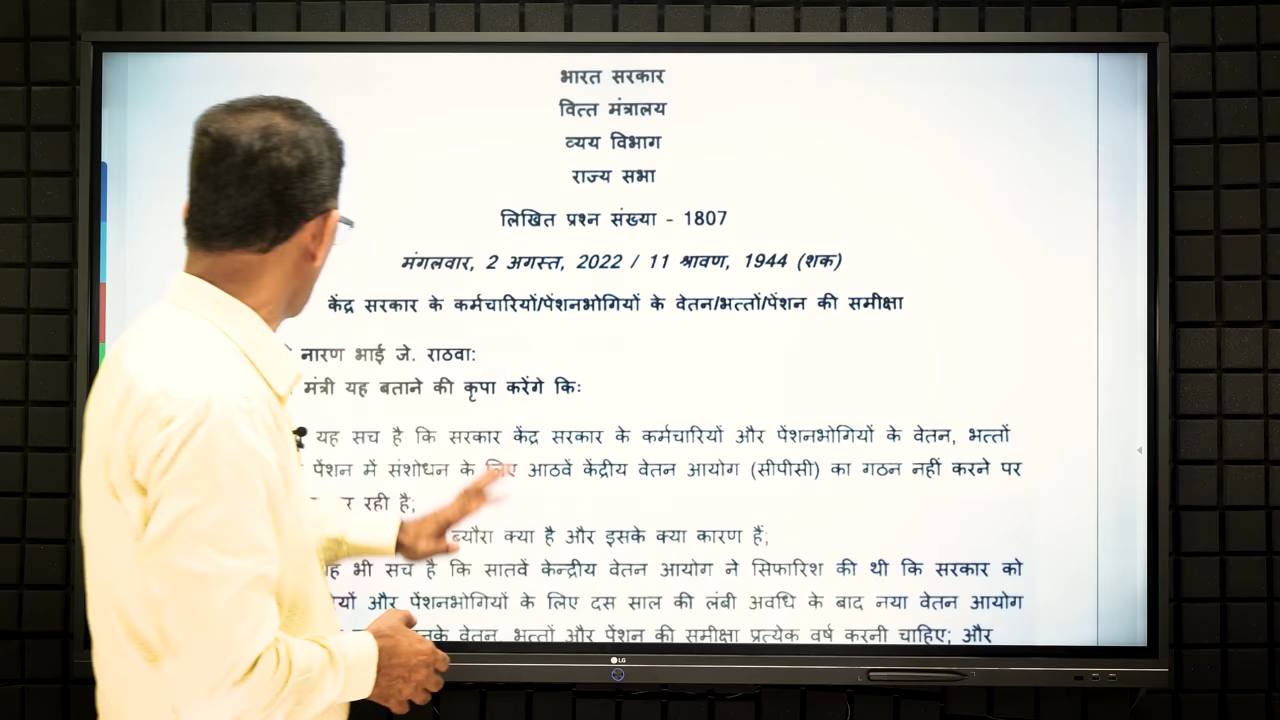 भारत सरकार
वित्त मंत्रालय
व्यय विभाग
राज्य सभा
लिखित प्रश्न संख्या - 1807
मंगलवार, 2 अगस्त, 2022 / 11 श्रावण, 1944 (शक)
केंद्र सरकार के कर्मचारियों/पेंशनभोगियों के वेतन/भत्तों/पेंशन की समीक्षा
नारण भाई जे. राठवा:
मंत्री यह बताने की कृपा करेंगे कि:
यह सच है कि सरकार केंद्र सरकार के कर्मचारियों और पेंशनभोगियों के वेतन, भत्तों
पेंशन में संशोधन के लिए आठवें केंद्रीय वेतन आयोग (सीपीसी) का गठन नहीं करने पर
रही है;
ब्यौरा क्या है और इसके क्या कारण हैं;
भी सच है कि सातवें केन्द्रीय वेतन आयोग ने सिफारिश की थी कि सरकार को
और पेंशनभोगियों के लिए दस साल की लंबी अवधि के बाद नया वेतन आयोग
वेतन, भत्तों और पेंशन की समीक्षा प्रत्येक वर्ष करनी चाहिए; और
LG